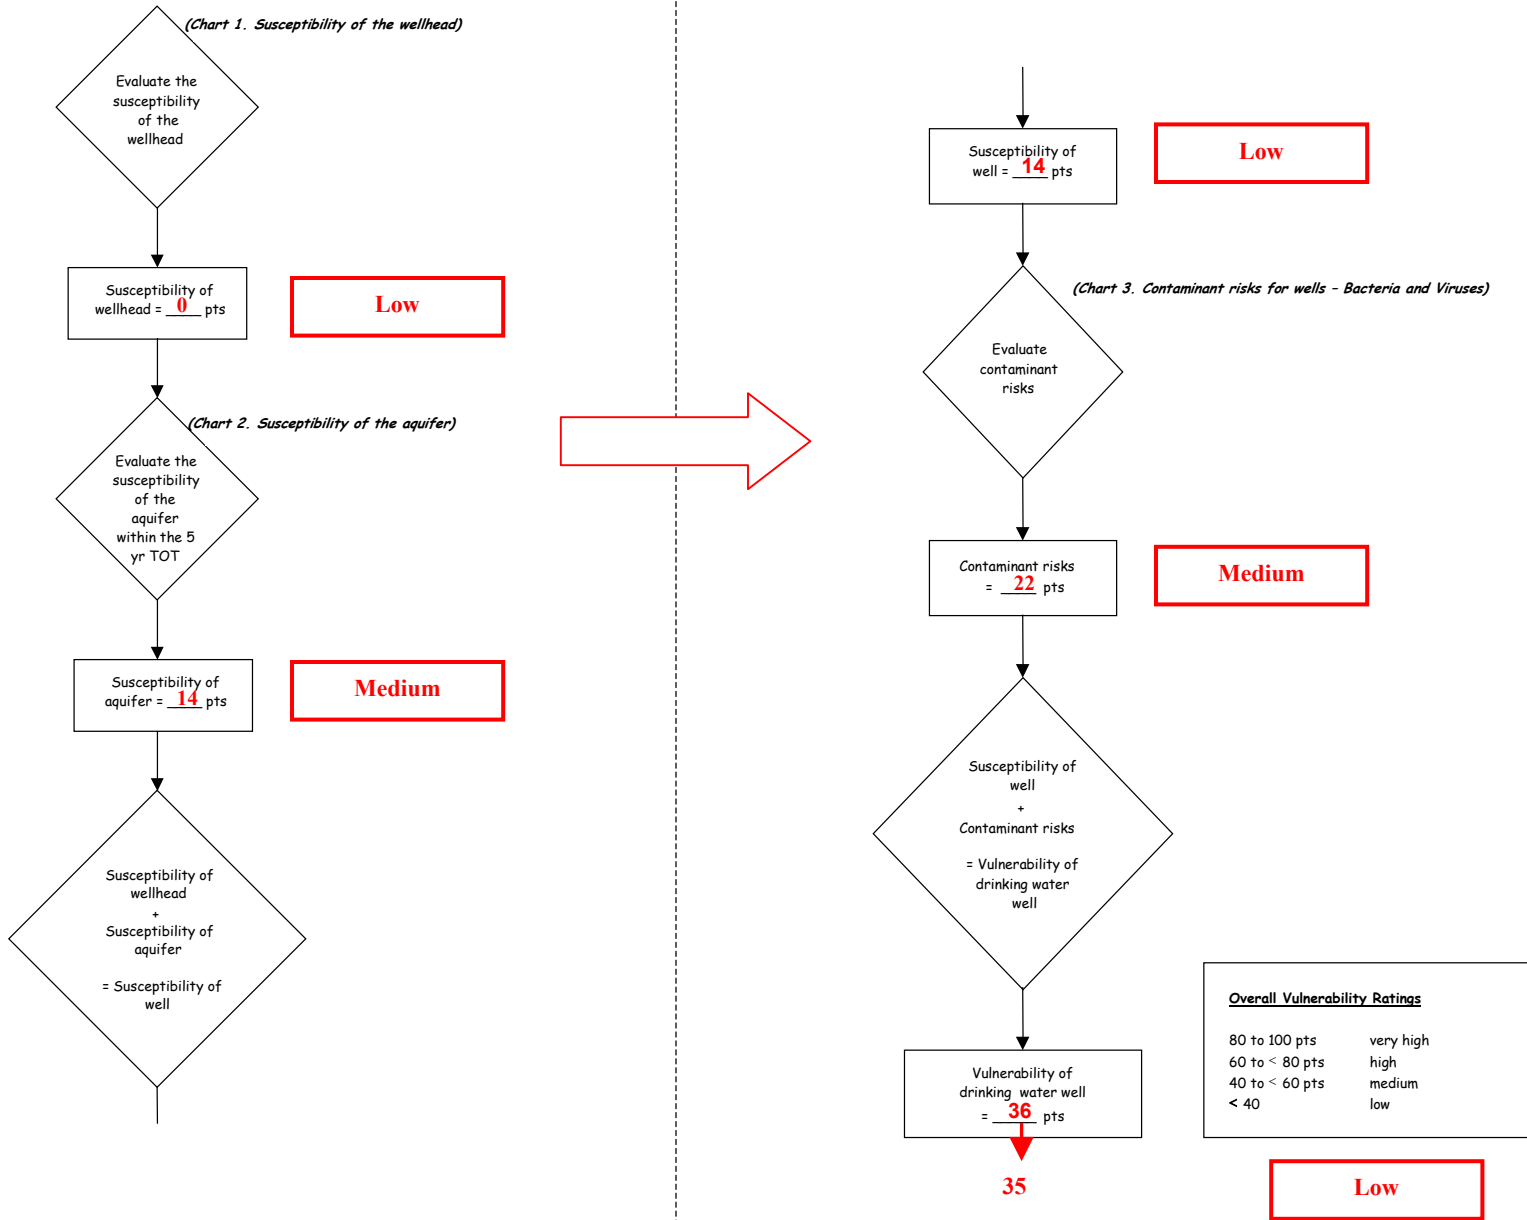 (Chart 1. Susceptibility of the wellhead)
Evaluate the
susceptibility
of the
wellhead
Susceptibility of
wellhead = 0 pts
Low
(Chart 2. Susceptibility of the aquifer)
Evaluate the
susceptibility
of the
aquifer
within the 5
yr TOT
Susceptibility of
aquifer = 14 pts
Medium
Susceptibility of
wellhead
+
Susceptibility of
aquifer
= Susceptibility of
well
Susceptibility of
well = 14 pts
Low
(Chart 3. Contaminant risks for wells – Bacteria and Viruses)
Evaluate
contaminant
risks
Contaminant risks
= 22 pts
Medium
Susceptibility of
well
+
Contaminant risks
= Vulnerability of
drinking water
well
Vulnerability of
drinking water well
= 36 pts
35
Overall Vulnerability Ratings
80 to 100 pts very high
60 to < 80 pts high
40 to < 60 pts medium
< 40 low
Low